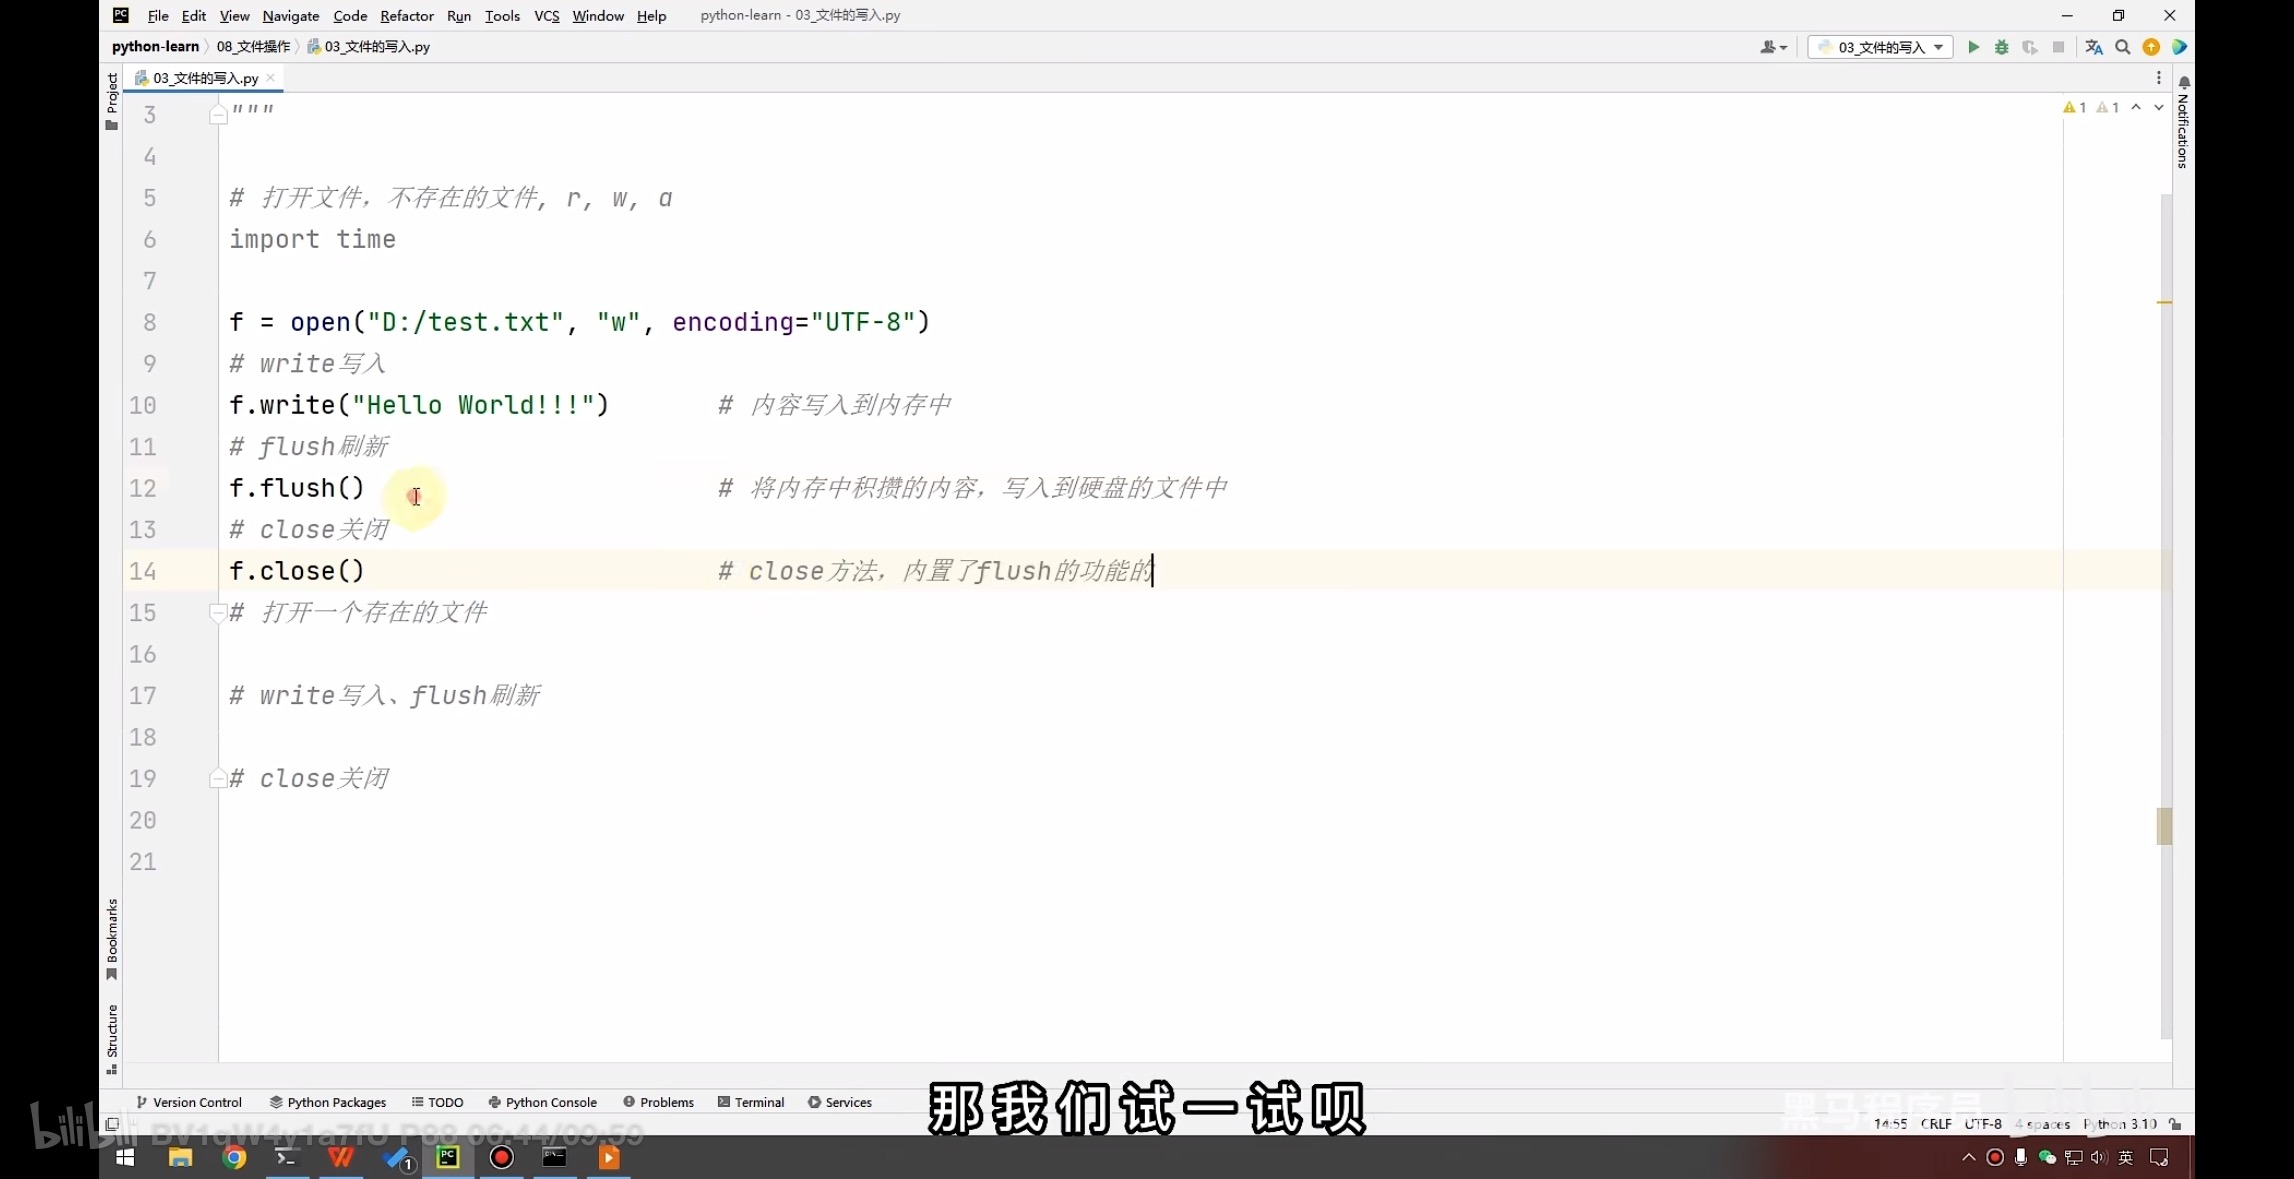 File Edit View Navigate Code Refactor Run Tools VCS Window Help python-learn - 03_文件的写入.py
python-learn 08_文件操作 03_文件的写入.py 03_文件的写入
Project 03_文件的写入.py
Notifications
3 """ 1 1
4
5 # 打开文件，不存在的文件, r, w, a
6 import time
7
8 f = open("D:/test.txt", "w", encoding="UTF-8")
9 # write写入
10 f.write("Hello World!!!") # 内容写入到内存中
11 # flush刷新
12 f.flush() # 将内存中积攒的内容，写入到硬盘的文件中
13 # close关闭
14 f.close() # close方法，内置了flush的功能的
15 # 打开一个存在的文件
16
17 # write写入、flush刷新
18
19 # close关闭
20
21
Bookmarks
Structure
Version Control Python Packages TODO Python Console Problems Terminal Services
那我们试一试呗
bilibili BV1qW4y1a7fU P88 06:44/09:59
黑马程序员
14:55 CRLF UTF-8 4 spaces Python 3.10
1 英